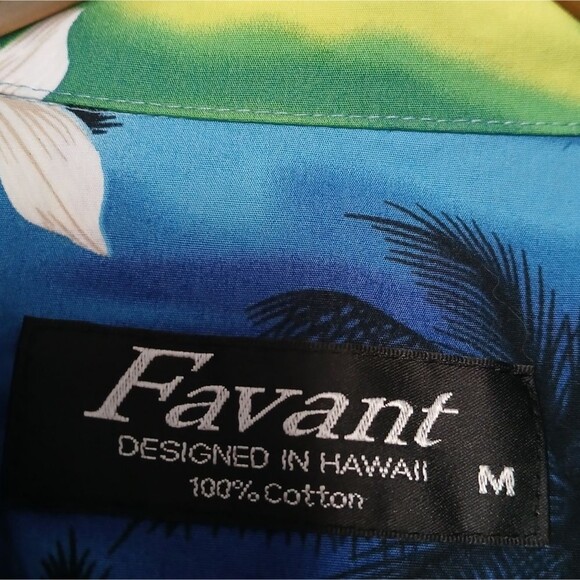 Favant
DESIGNED IN HAWAII
M
100% Cotton